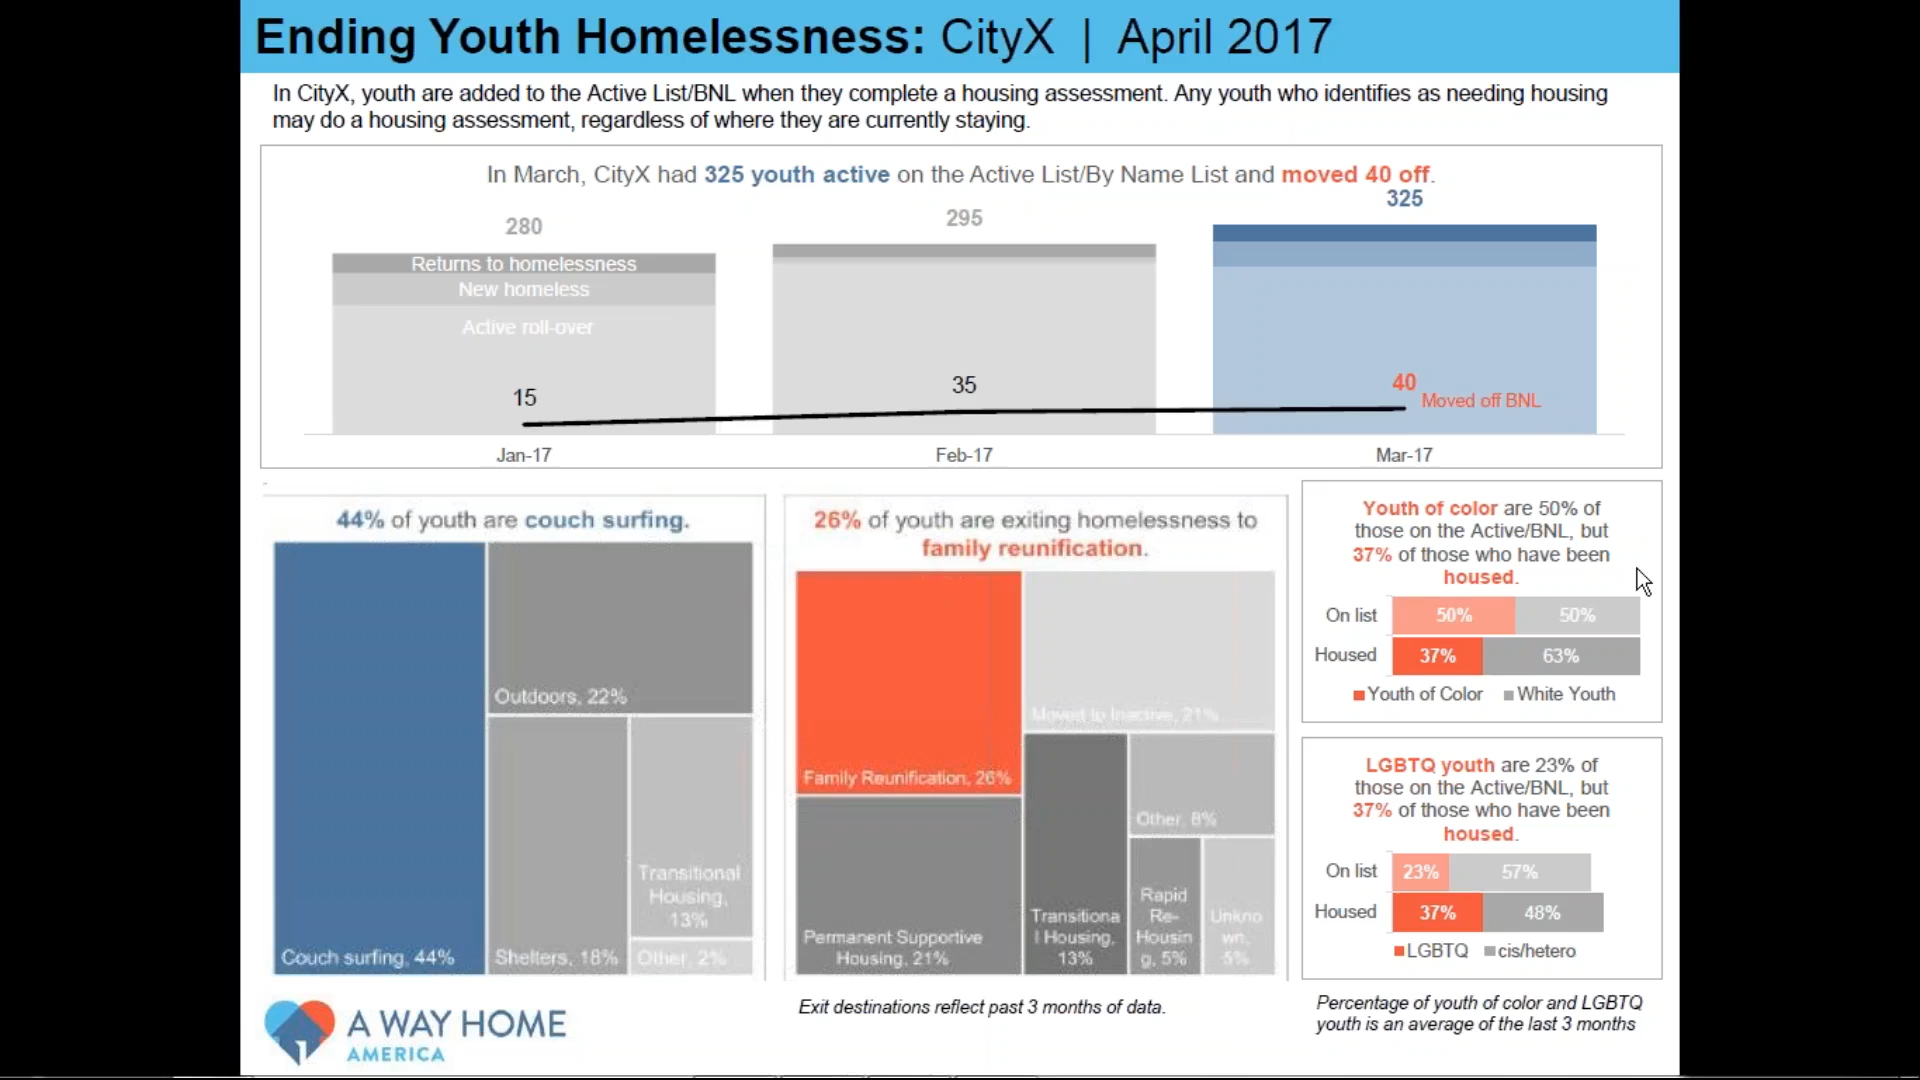 Ending Youth Homelessness: CityX | April 2017
In CityX, youth are added to the Active List/BNL when they complete a housing assessment. Any youth who identifies as needing housing
may do a housing assessment, regardless of where they are currently staying.
In March, CityX had 325 youth active on the Active List/By Name List and moved 40 off.
280
295
325
Returns to homelessness
New homeless
Active roll-over
15
35
40
Moved off BNL
Jan-17
Feb-17
Mar-17
44% of youth are couch surfing.
Outdoors, 22%
Transitional
Housing,
13%
Couch surfing, 44%
Shelters, 18%
Other, 2%
26% of youth are exiting homelessness to
family reunification.
Moved to Inactive, 21%
Family Reunification, 26%
Other, 8%
Permanent Supportive
Housing, 21%
Transitiona
l Housing,
13%
Rapid
Re-
Housin
g, 5%
Unkno
wn,
5%
Exit destinations reflect past 3 months of data.
Youth of color are 50% of
those on the Active/BNL, but
37% of those who have been
housed.
On list 50% 50%
Housed 37% 63%
Youth of Color White Youth
LGBTQ youth are 23% of
those on the Active/BNL, but
37% of those who have been
housed.
On list 23% 57%
Housed 37% 48%
LGBTQ cis/hetero
Percentage of youth of color and LGBTQ
youth is an average of the last 3 months
A WAY HOME
AMERICA